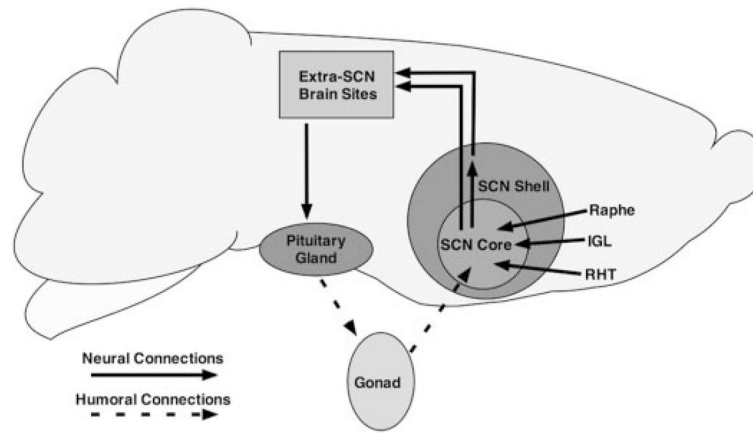 Extra-SCN
Brain Sites
SCN Shell
Raphe
SCN Core
IGL
RHT
Pituitary
Gland
Gonad
Neural Connections
Humoral Connections